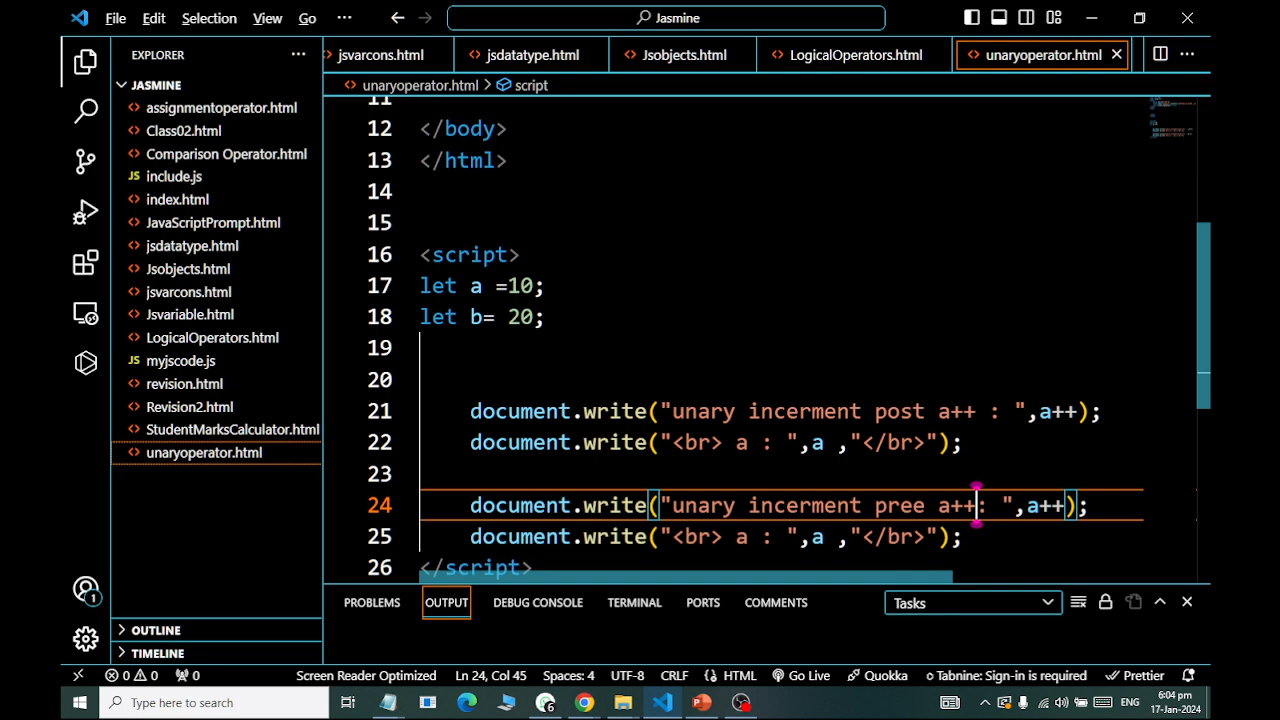 File Edit Selection View Go ··· Jasmine
EXPLORER ···
jsvarcons.html jsdatatype.html Jsobjects.html LogicalOperators.html unaryoperator.html ···
JASMINE
unaryoperator.html > script
assignmentoperator.html
Class02.html
Comparison Operator.html
JS include.js
index.html
JavaScriptPrompt.html
jsdatatype.html
Jsobjects.html
jsvarcons.html
Jsvariable.html
LogicalOperators.html
JS myjscode.js
revision.html
Revision2.html
StudentMarksCalculator.html
unaryoperator.html
OUTLINE
TIMELINE
11
12 </body>
13 </html>
14
15
16 <script>
17 let a =10;
18 let b= 20;
19
20
21 document.write("unary incerment post a++ : ",a++);
22 document.write("<br> a : ",a ,"</br>");
23
24 document.write("unary incerment pree a++: ",a++);
25 document.write("<br> a : ",a ,"</br>");
26 </script>
PROBLEMS OUTPUT DEBUG CONSOLE TERMINAL PORTS COMMENTS Tasks
1
0 0 0 Screen Reader Optimized Ln 24, Col 45 Spaces: 4 UTF-8 CRLF HTML Go Live Quokka Tabnine: Sign-in is required Prettier
Type here to search 6 ENG 6:04 pm
17-Jan-2024